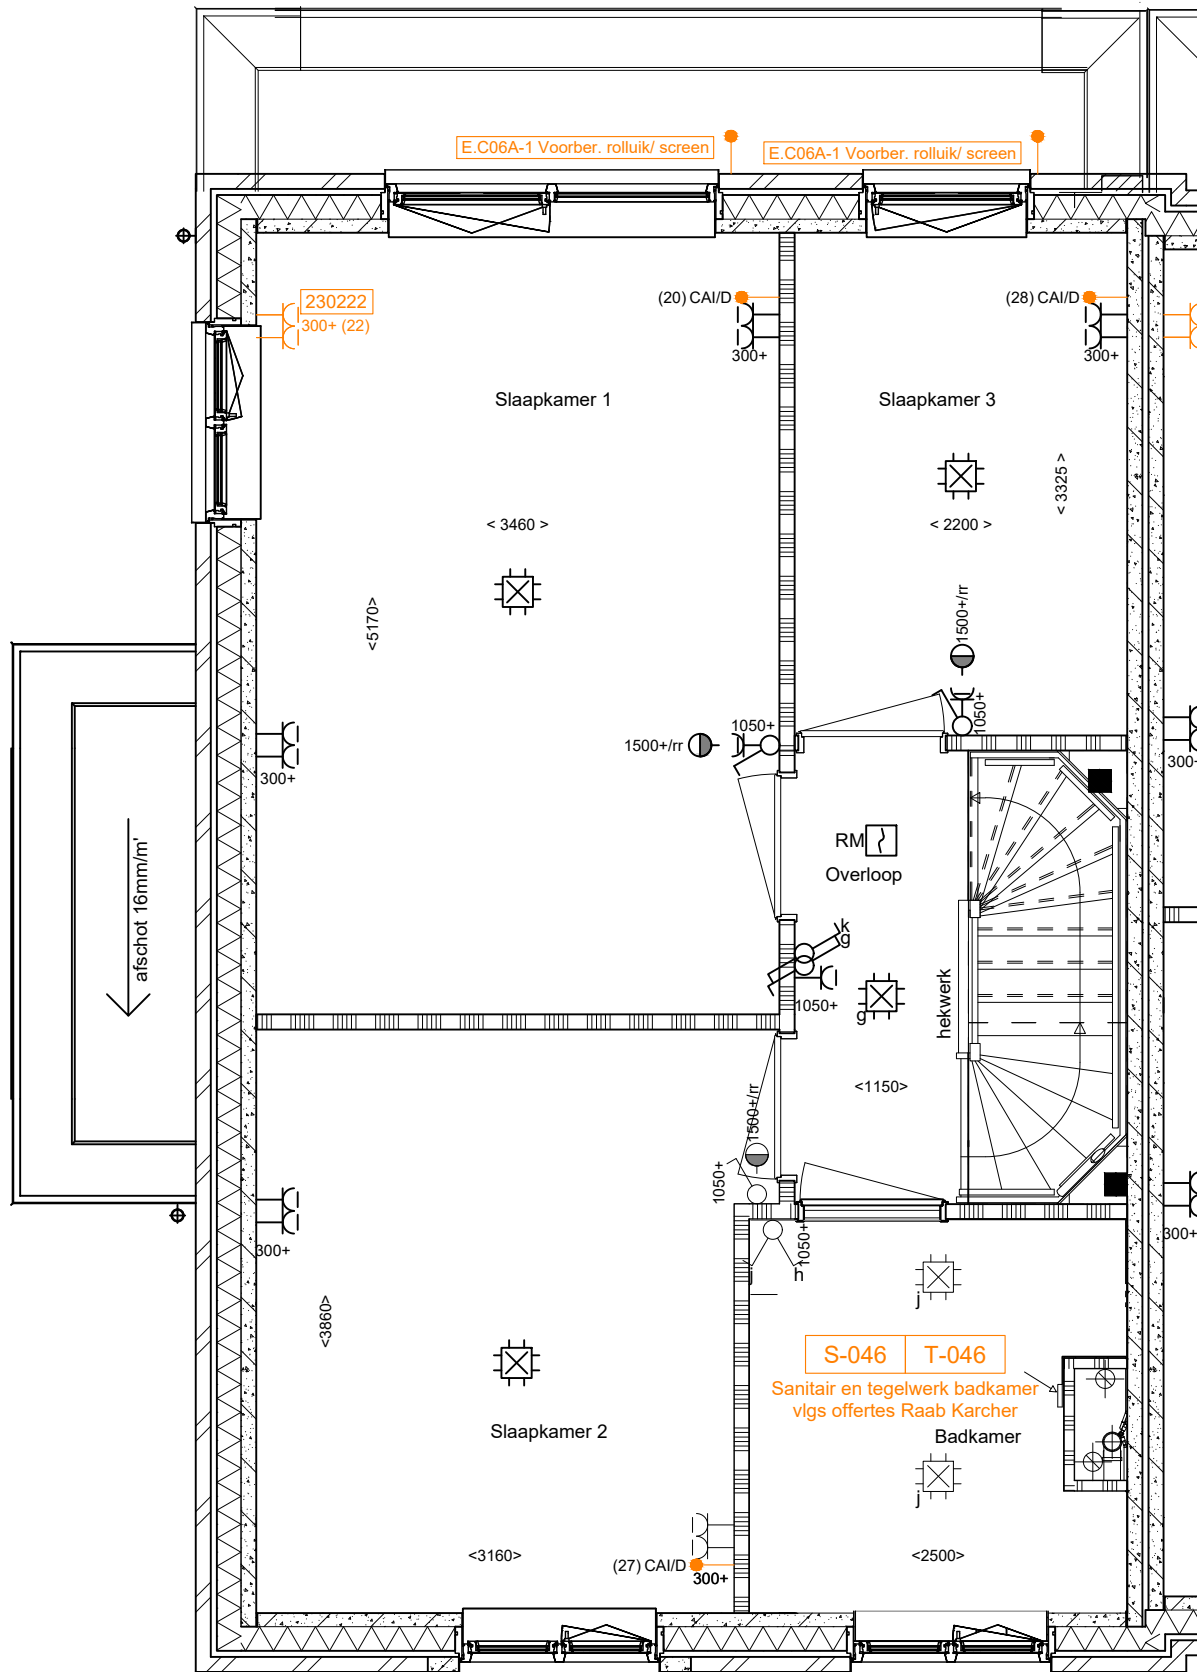 E.C06A-1 Voorber. rolluik/ screen
E.C06A-1 Voorber. rolluik/ screen
230222
300+ (22)
(20) CAI/D
300+
(28) CAI/D
300+
Slaapkamer 1
Slaapkamer 3
< 3460 >
< 2200 >
< 3325 >
<5170>
1500+/rr
1050+
1050+
1500+/rr
300+
300+
RM
Overloop
afschot 16mm/m'
k
g
1050+
g
hekwerk
<1150>
1500+/rr
1050+
300+
300+
1050+
j
h
j
<3860>
S-046
T-046
Sanitair en tegelwerk badkamer
vlgs offertes Raab Karcher
Badkamer
Slaapkamer 2
j
<3160>
(27) CAI/D
300+
<2500>